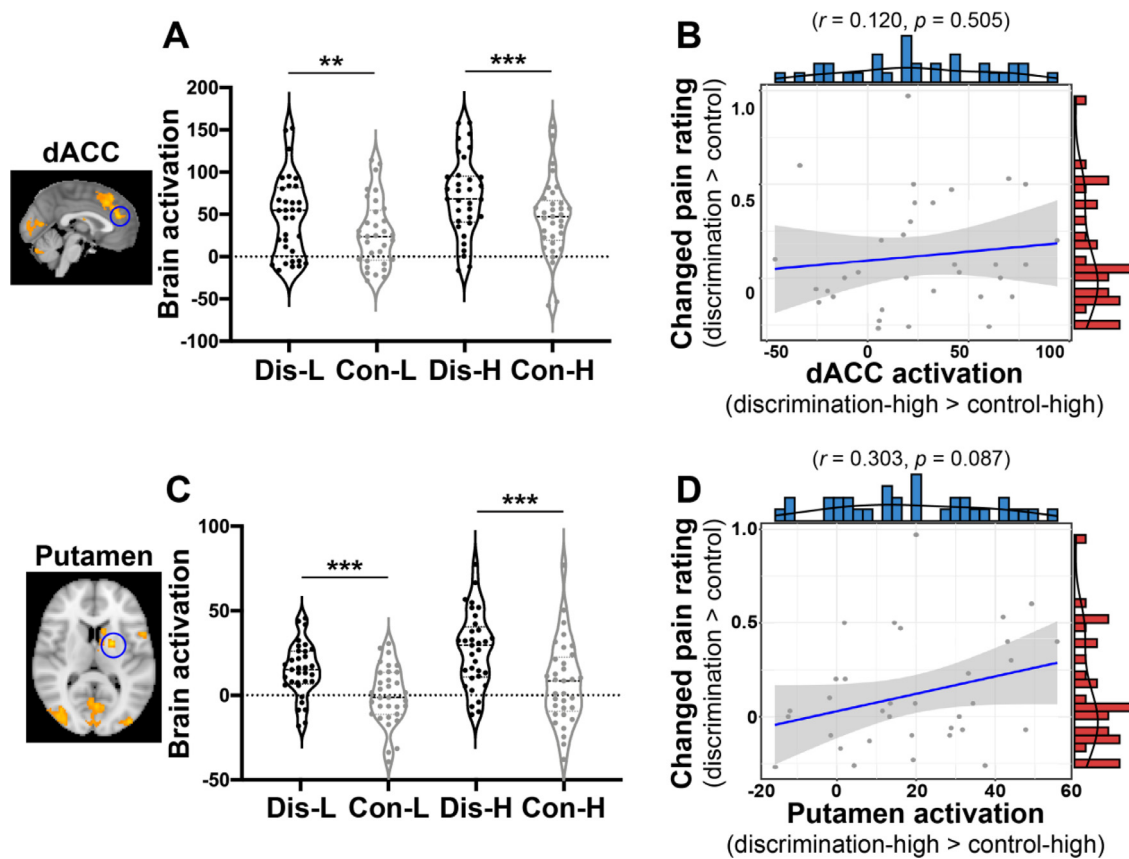 A
dACC
Brain activation
200
150
100
50
0
-50
-100
**
***
Dis-L Con-L Dis-H Con-H
B
(r = 0.120, p = 0.505)
Changed pain rating
(discrimination > control)
1.0
0.5
0
-50 0 50 100
dACC activation
(discrimination-high > control-high)
C
Putamen
Brain activation
100
50
0
-50
***
***
Dis-L Con-L Dis-H Con-H
D
(r = 0.303, p = 0.087)
Changed pain rating
(discrimination > control)
1.0
0.5
0
-20 0 20 40 60
Putamen activation
(discrimination-high > control-high)